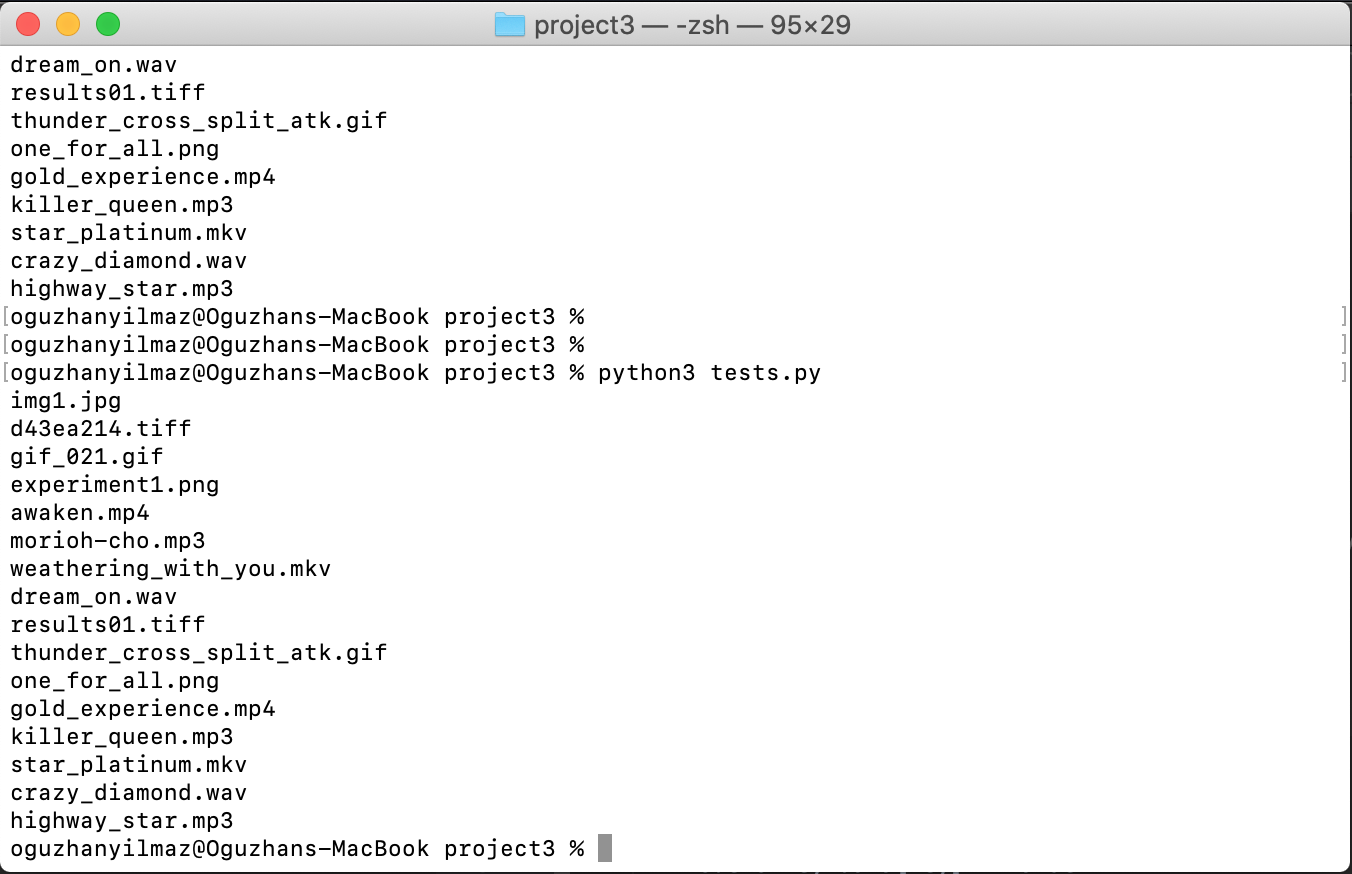 project3 — -zsh — 95×29
dream_on.wav
results01.tiff
thunder_cross_split_atk.gif
one_for_all.png
gold_experience.mp4
killer_queen.mp3
star_platinum.mkv
crazy_diamond.wav
highway_star.mp3
[oguzhanyilmaz@Oguzhans-MacBook project3 % ]
[oguzhanyilmaz@Oguzhans-MacBook project3 % ]
[oguzhanyilmaz@Oguzhans-MacBook project3 % python3 tests.py ]
img1.jpg
d43ea214.tiff
gif_021.gif
experiment1.png
awaken.mp4
morioh-cho.mp3
weathering_with_you.mkv
dream_on.wav
results01.tiff
thunder_cross_split_atk.gif
one_for_all.png
gold_experience.mp4
killer_queen.mp3
star_platinum.mkv
crazy_diamond.wav
highway_star.mp3
oguzhanyilmaz@Oguzhans-MacBook project3 %